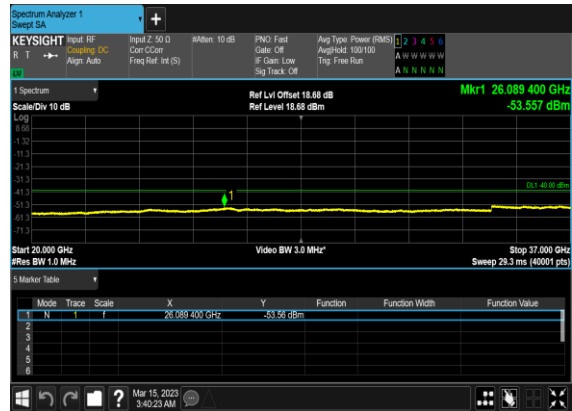 Spectrum Analyzer 1
Swept SA
+
KEYSIGHT Input: RF Input Z: 50 Ω #Atten: 10 dB PNO: Fast Avg Type: Power (RMS) 1 2 3 4 5 6
R T Coupling: DC Corr CCorr Gate: Off Avg|Hold: 100/100 A W W W W W
Align: Auto Freq Ref: Int (S) IF Gain: Low Trig: Free Run
Sig Track: Off A N N N N N
1 Spectrum Ref Lvl Offset 18.68 dB Mkr1 26.089 400 GHz
Scale/Div 10 dB Ref Level 18.68 dBm -53.557 dBm
Log
8.68
-1.32
-11.3
-21.3
-31.3
DL1 -40.00 dBm
-41.3
1
-51.3
-61.3
-71.3
Start 20.000 GHz Video BW 3.0 MHz* Stop 37.000 GHz
#Res BW 1.0 MHz Sweep 29.3 ms (40001 pts)
5 Marker Table
Mode Trace Scale X Y Function Function Width Function Value
1 N 1 f 26.089 400 GHz -53.56 dBm
2
3
4
5
6
? Mar 15, 2023
3:40:23 AM